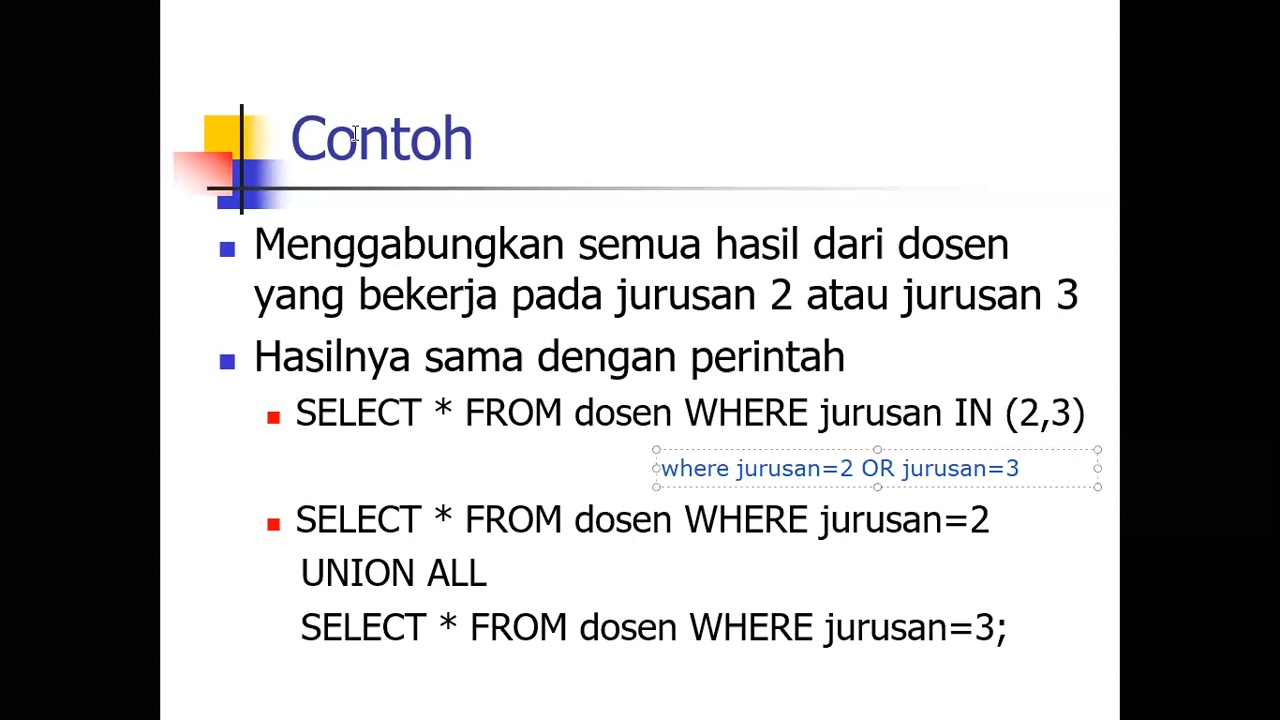 Contoh
Menggabungkan semua hasil dari dosen
yang bekerja pada jurusan 2 atau jurusan 3
Hasilnya sama dengan perintah
SELECT * FROM dosen WHERE jurusan IN (2,3)
where jurusan=2 OR jurusan=3
SELECT * FROM dosen WHERE jurusan=2
UNION ALL
SELECT * FROM dosen WHERE jurusan=3;